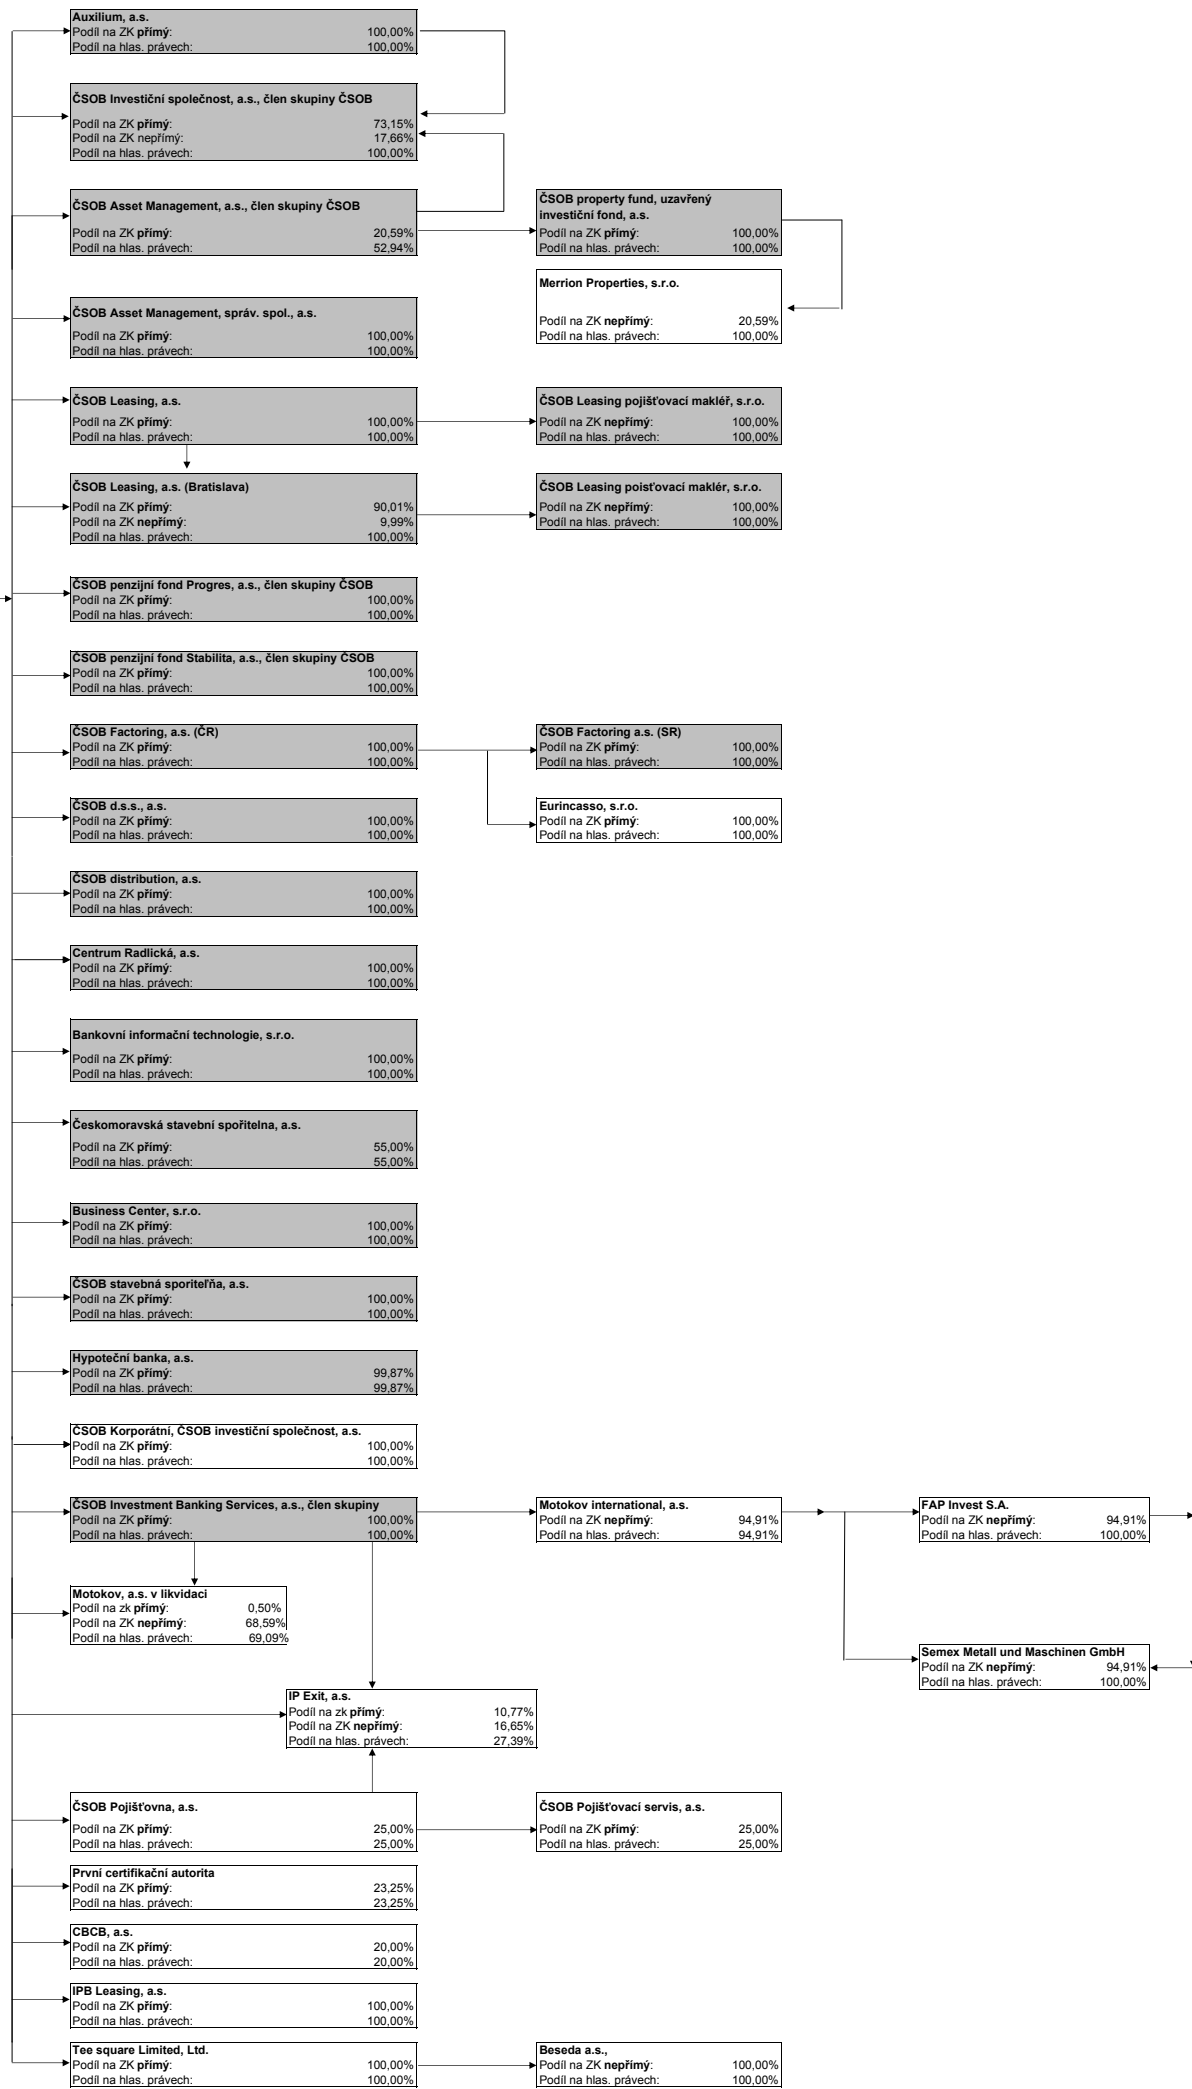 Auxilium, a.s.
Podíl na ZK přímý: 100,00%
Podíl na hlas. právech: 100,00%
ČSOB Investiční společnost, a.s., člen skupiny ČSOB
Podíl na ZK přímý: 73,15%
Podíl na ZK nepřímý: 17,66%
Podíl na hlas. právech: 100,00%
ČSOB Asset Management, a.s., člen skupiny ČSOB
Podíl na ZK přímý: 20,59%
Podíl na hlas. právech: 52,94%
ČSOB property fund, uzavřený
investiční fond, a.s.
Podíl na ZK přímý: 100,00%
Podíl na hlas. právech: 100,00%
Merrion Properties, s.r.o.
Podíl na ZK nepřímý: 20,59%
Podíl na hlas. právech: 100,00%
ČSOB Asset Management, správ. spol., a.s.
Podíl na ZK přímý: 100,00%
Podíl na hlas. právech: 100,00%
ČSOB Leasing, a.s.
Podíl na ZK přímý: 100,00%
Podíl na hlas. právech: 100,00%
ČSOB Leasing pojišťovací makléř, s.r.o.
Podíl na ZK nepřímý: 100,00%
Podíl na hlas. právech: 100,00%
ČSOB Leasing, a.s. (Bratislava)
Podíl na ZK přímý: 90,01%
Podíl na ZK nepřímý: 9,99%
Podíl na hlas. právech: 100,00%
ČSOB Leasing poisťovací maklér, s.r.o.
Podíl na ZK nepřímý: 100,00%
Podíl na hlas. právech: 100,00%
ČSOB penzijní fond Progres, a.s., člen skupiny ČSOB
Podíl na ZK přímý: 100,00%
Podíl na hlas. právech: 100,00%
ČSOB penzijní fond Stabilita, a.s., člen skupiny ČSOB
Podíl na ZK přímý: 100,00%
Podíl na hlas. právech: 100,00%
ČSOB Factoring, a.s. (ČR)
Podíl na ZK přímý: 100,00%
Podíl na hlas. právech: 100,00%
ČSOB Factoring a.s. (SR)
Podíl na ZK přímý: 100,00%
Podíl na hlas. právech: 100,00%
ČSOB d.s.s., a.s.
Podíl na ZK přímý: 100,00%
Podíl na hlas. právech: 100,00%
Eurincasso, s.r.o.
Podíl na ZK přímý: 100,00%
Podíl na hlas. právech: 100,00%
ČSOB distribution, a.s.
Podíl na ZK přímý: 100,00%
Podíl na hlas. právech: 100,00%
Centrum Radlická, a.s.
Podíl na ZK přímý: 100,00%
Podíl na hlas. právech: 100,00%
Bankovní informační technologie, s.r.o.
Podíl na ZK přímý: 100,00%
Podíl na hlas. právech: 100,00%
Českomoravská stavební spořitelna, a.s.
Podíl na ZK přímý: 55,00%
Podíl na hlas. právech: 55,00%
Business Center, s.r.o.
Podíl na ZK přímý: 100,00%
Podíl na hlas. právech: 100,00%
ČSOB stavebná sporiteľňa, a.s.
Podíl na ZK přímý: 100,00%
Podíl na hlas. právech: 100,00%
Hypoteční banka, a.s.
Podíl na ZK přímý: 99,87%
Podíl na hlas. právech: 99,87%
ČSOB Korporátní, ČSOB investiční společnost, a.s.
Podíl na ZK přímý: 100,00%
Podíl na hlas. právech: 100,00%
ČSOB Investment Banking Services, a.s., člen skupiny
Podíl na ZK přímý: 100,00%
Podíl na hlas. právech: 100,00%
Motokov international, a.s.
Podíl na ZK nepřímý: 94,91%
Podíl na hlas. právech: 94,91%
FAP Invest S.A.
Podíl na ZK nepřímý: 94,91%
Podíl na hlas. právech: 100,00%
Motokov, a.s. v likvidaci
Podíl na zk přímý: 0,50%
Podíl na ZK nepřímý: 68,59%
Podíl na hlas. právech: 69,09%
Semex Metall und Maschinen GmbH
Podíl na ZK nepřímý: 94,91%
Podíl na hlas. právech: 100,00%
IP Exit, a.s.
Podíl na zk přímý: 10,77%
Podíl na ZK nepřímý: 16,65%
Podíl na hlas. právech: 27,39%
ČSOB Pojišťovna, a.s.
Podíl na ZK přímý: 25,00%
Podíl na hlas. právech: 25,00%
ČSOB Pojišťovací servis, a.s.
Podíl na ZK přímý: 25,00%
Podíl na hlas. právech: 25,00%
První certifikační autorita
Podíl na ZK přímý: 23,25%
Podíl na hlas. právech: 23,25%
CBCB, a.s.
Podíl na ZK přímý: 20,00%
Podíl na hlas. právech: 20,00%
IPB Leasing, a.s.
Podíl na ZK přímý: 100,00%
Podíl na hlas. právech: 100,00%
Tee square Limited, Ltd.
Podíl na ZK přímý: 100,00%
Podíl na hlas. právech: 100,00%
Beseda a.s.,
Podíl na ZK nepřímý: 100,00%
Podíl na hlas. právech: 100,00%